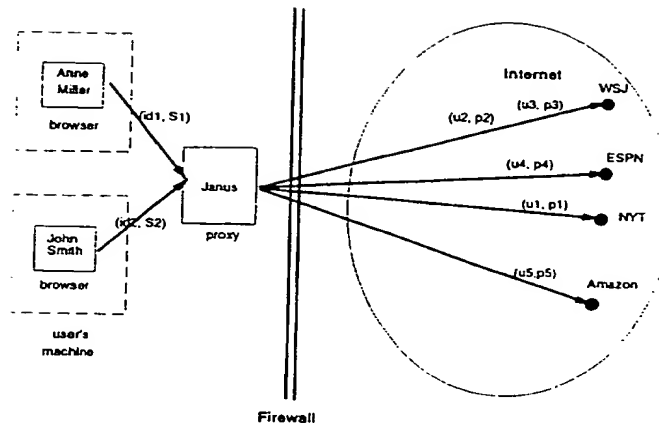 Anne
Miller
browser
(id1, S1)
John
Smith
browser
(id2, S2)
user's
machine
Janus
proxy
Firewall
Internet
WSJ
(u3, p3)
(u2, p2)
ESPN
(u4, p4)
(u1, p1)
NYT
Amazon
(u5,p5)